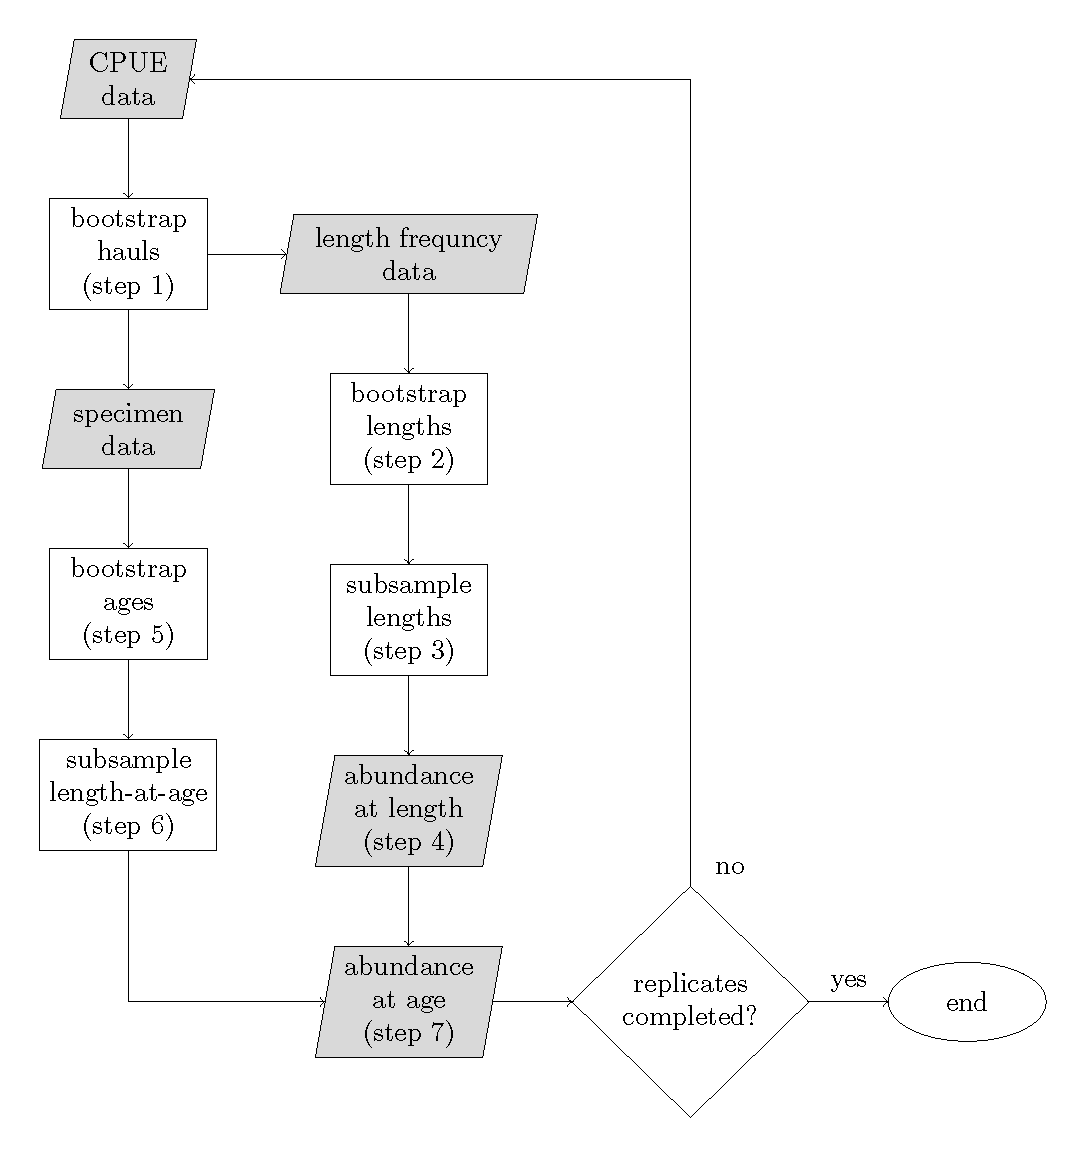 CPUE
data
bootstrap
hauls
(step 1)
length frequncy
data
specimen
data
bootstrap
lengths
(step 2)
bootstrap
ages
(step 5)
subsample
lengths
(step 3)
subsample
length-at-age
(step 6)
abundance
at length
(step 4)
no
abundance
at age
(step 7)
replicates
completed?
yes
end